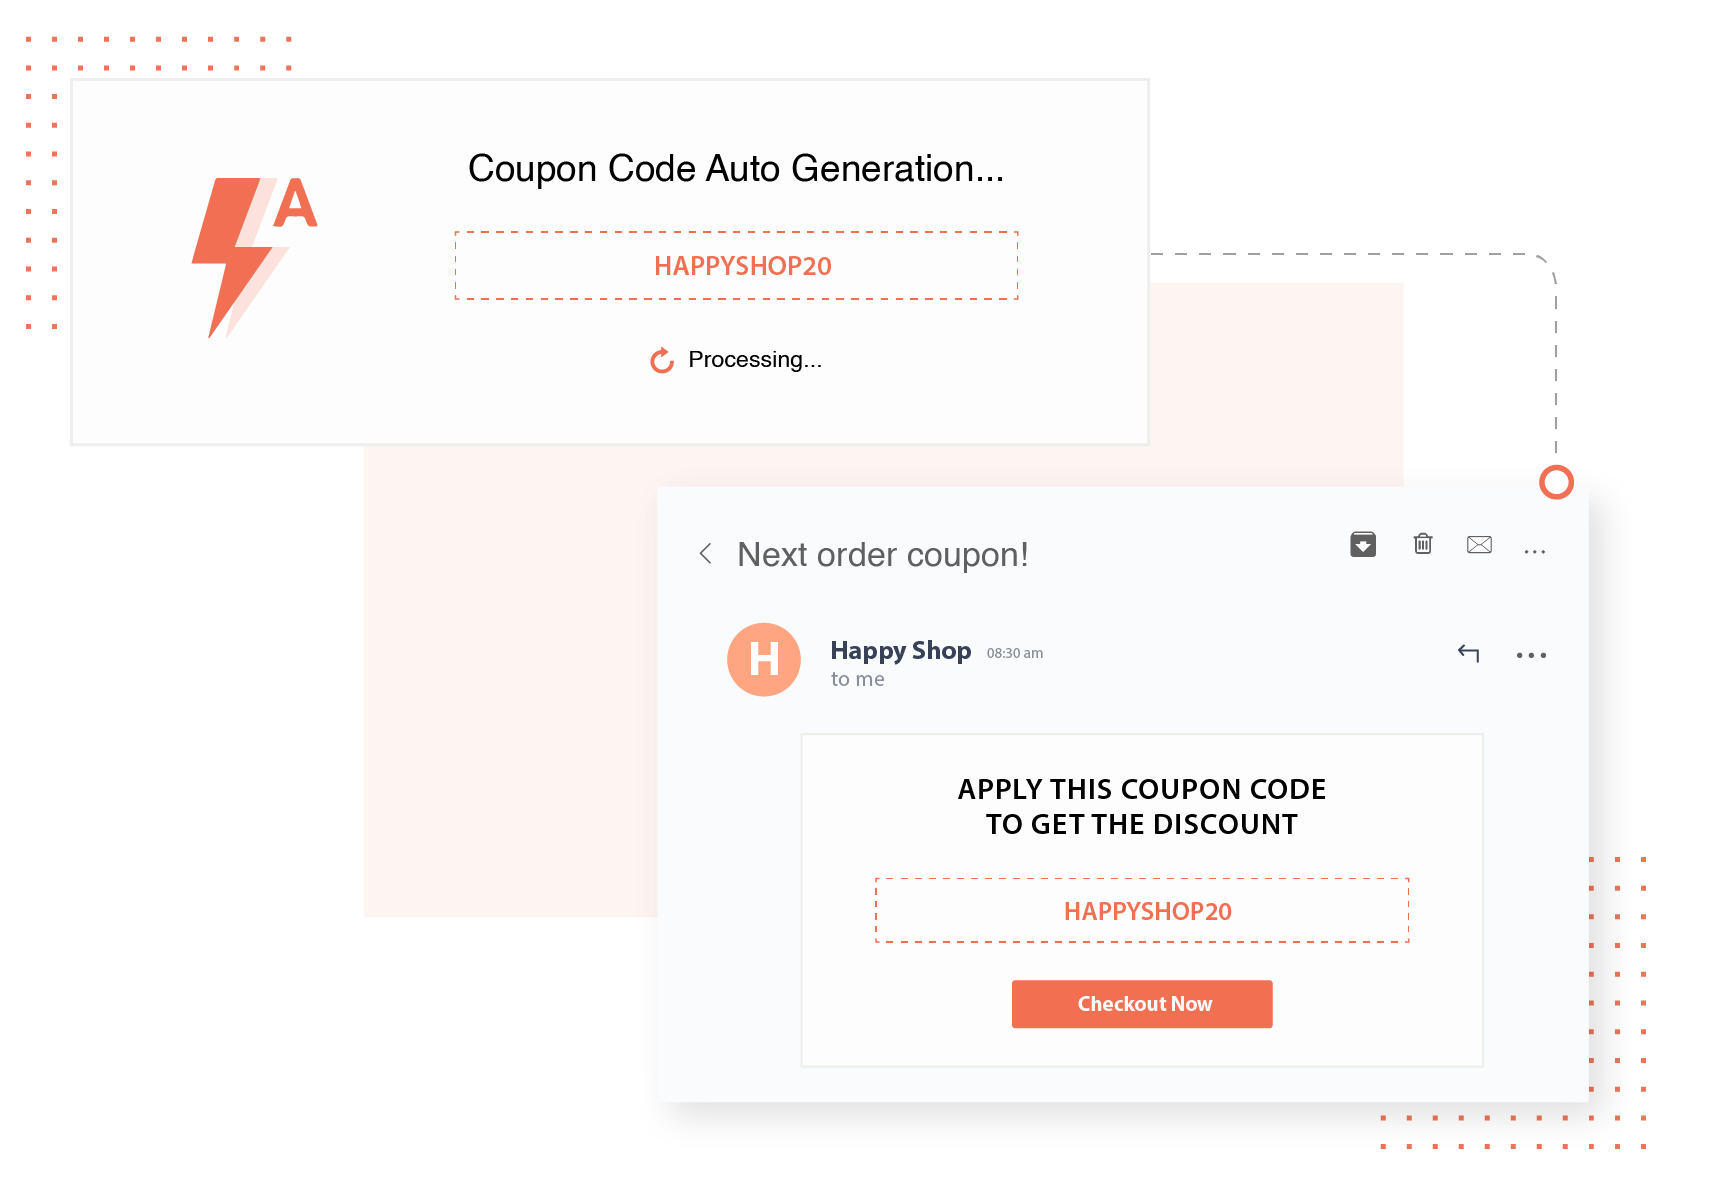 A
Coupon Code Auto Generation...
HAPPYSHOP20
Processing...
Next order coupon!
H
Happy Shop 08:30 am
to me
APPLY THIS COUPON CODE
TO GET THE DISCOUNT
HAPPYSHOP20
Checkout Now